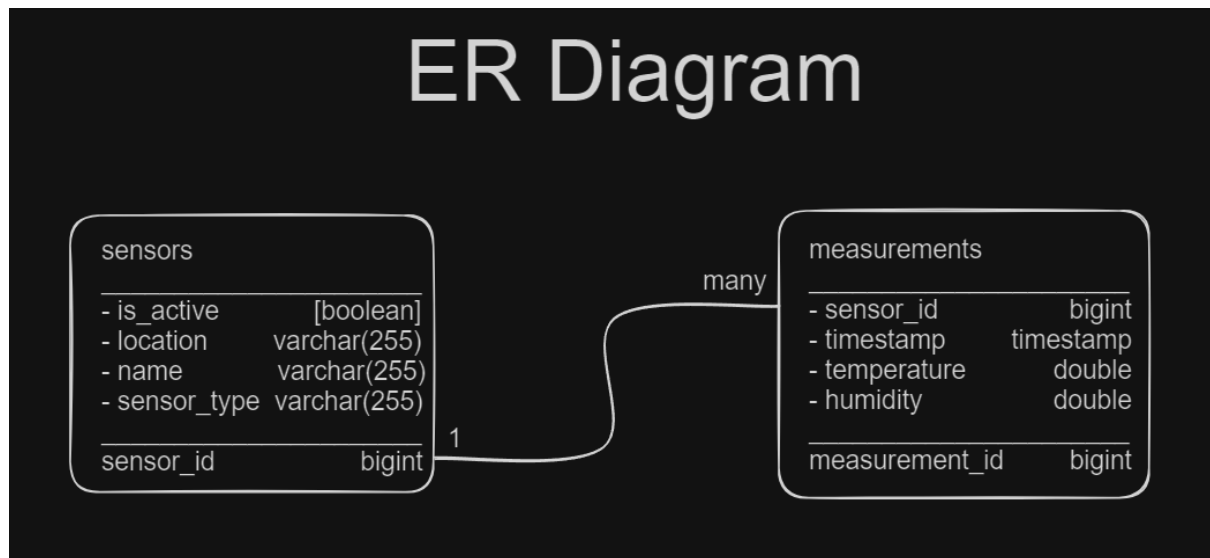 ER Diagram
sensors
- is_active [boolean]
- location varchar(255)
- name varchar(255)
- sensor_type varchar(255)
sensor_id bigint
1
many
measurements
- sensor_id bigint
- timestamp timestamp
- temperature double
- humidity double
measurement_id bigint